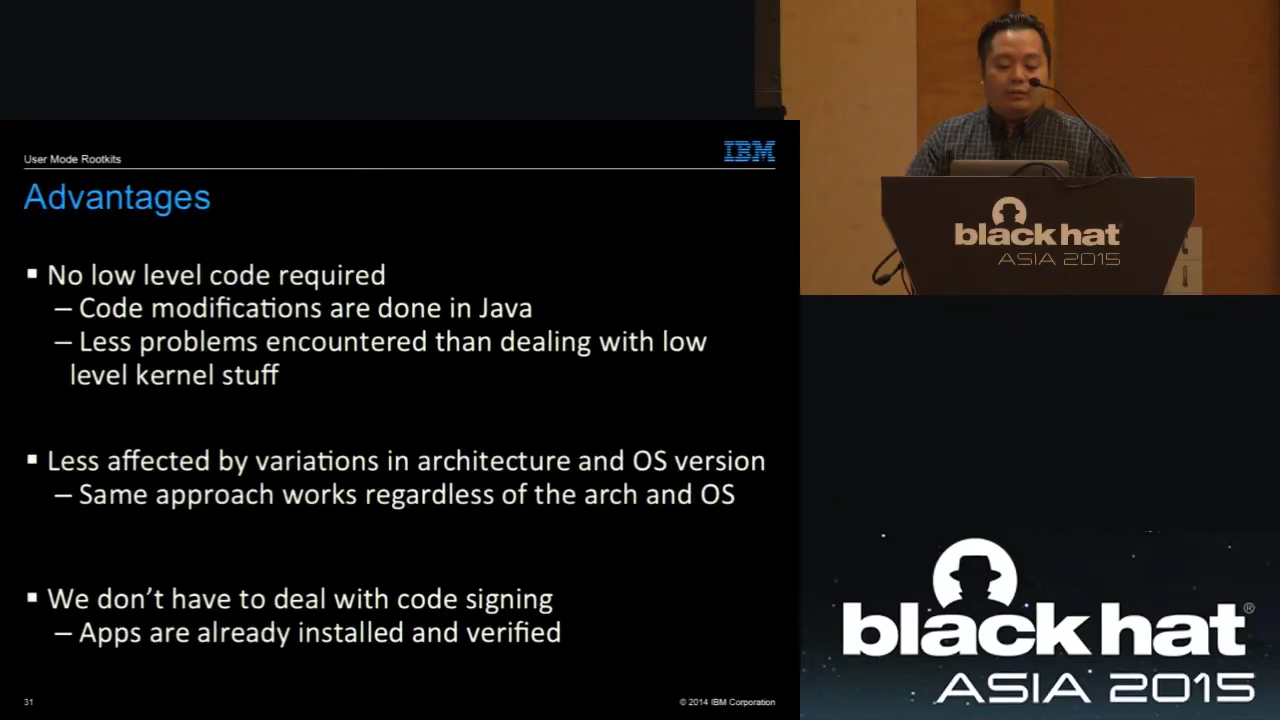 User Mode Rootkits
IBM
Advantages
▪ No low level code required
– Code modifications are done in Java
– Less problems encountered than dealing with low
level kernel stuff
▪ Less affected by variations in architecture and OS version
– Same approach works regardless of the arch and OS
▪ We don’t have to deal with code signing
– Apps are already installed and verified
31
© 2014 IBM Corporation
black hat
ASIA 2015
black hat®
ASIA 2015